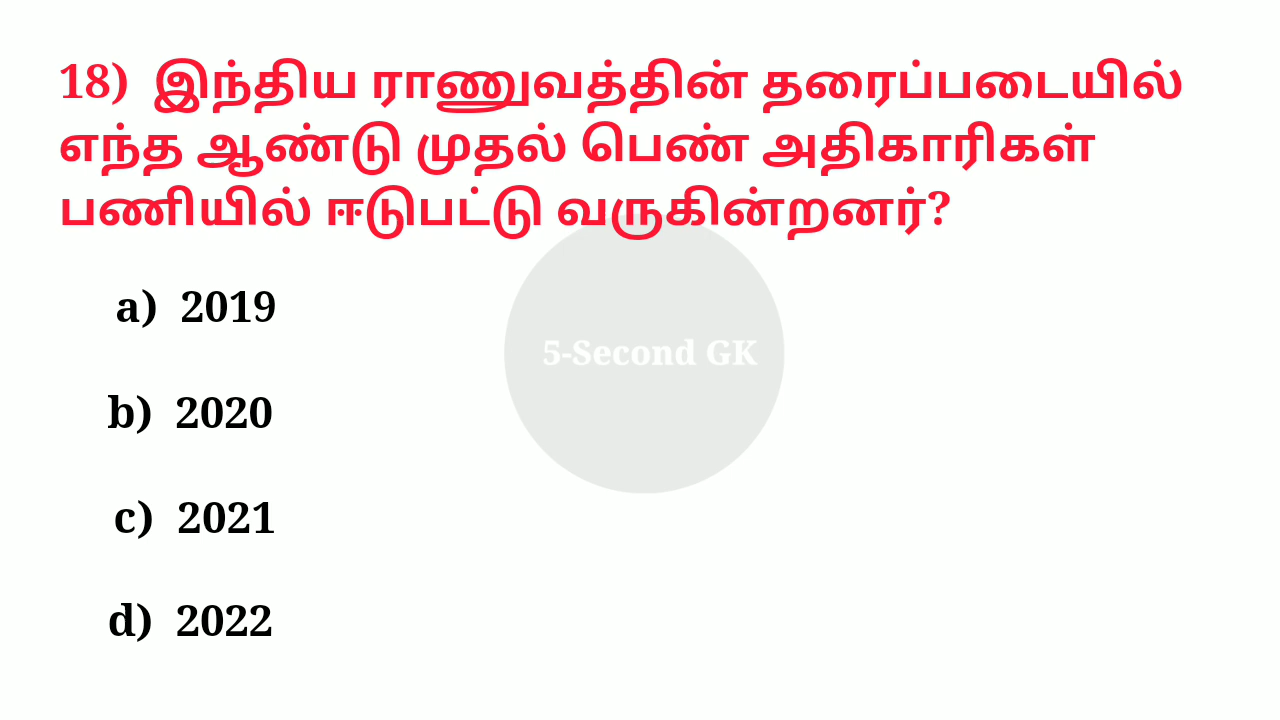 18) இந்திய ராணுவத்தின் தரைப்படையில்
எந்த ஆண்டு முதல் பெண் அதிகாரிகள்
பணியில் ஈடுபட்டு வருகின்றனர்?
a) 2019
5-Second GK
b) 2020
c) 2021
d) 2022